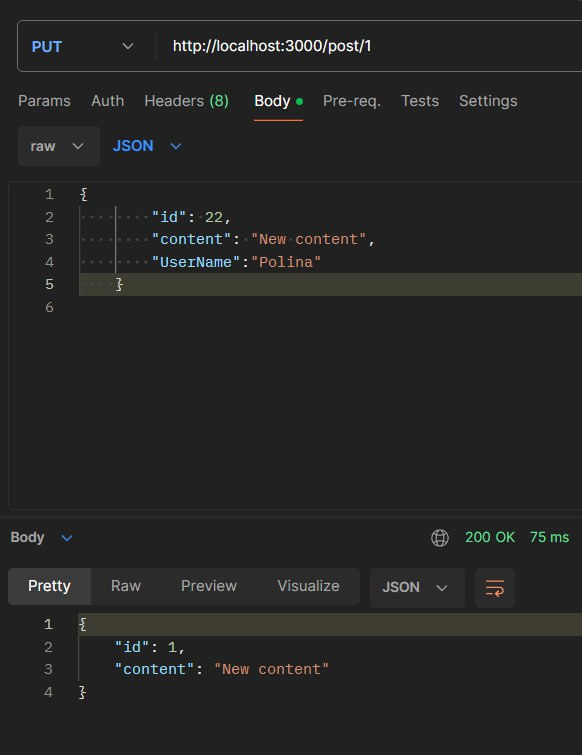 PUT http://localhost:3000/post/1
Params Auth Headers (8) Body Pre-req. Tests Settings
raw JSON
1 {
2 "id": 22,
3 "content": "New content",
4 "UserName":"Polina"
5 }
6
Body 200 OK 75 ms
Pretty Raw Preview Visualize JSON
1 {
2 "id": 1,
3 "content": "New content"
4 }